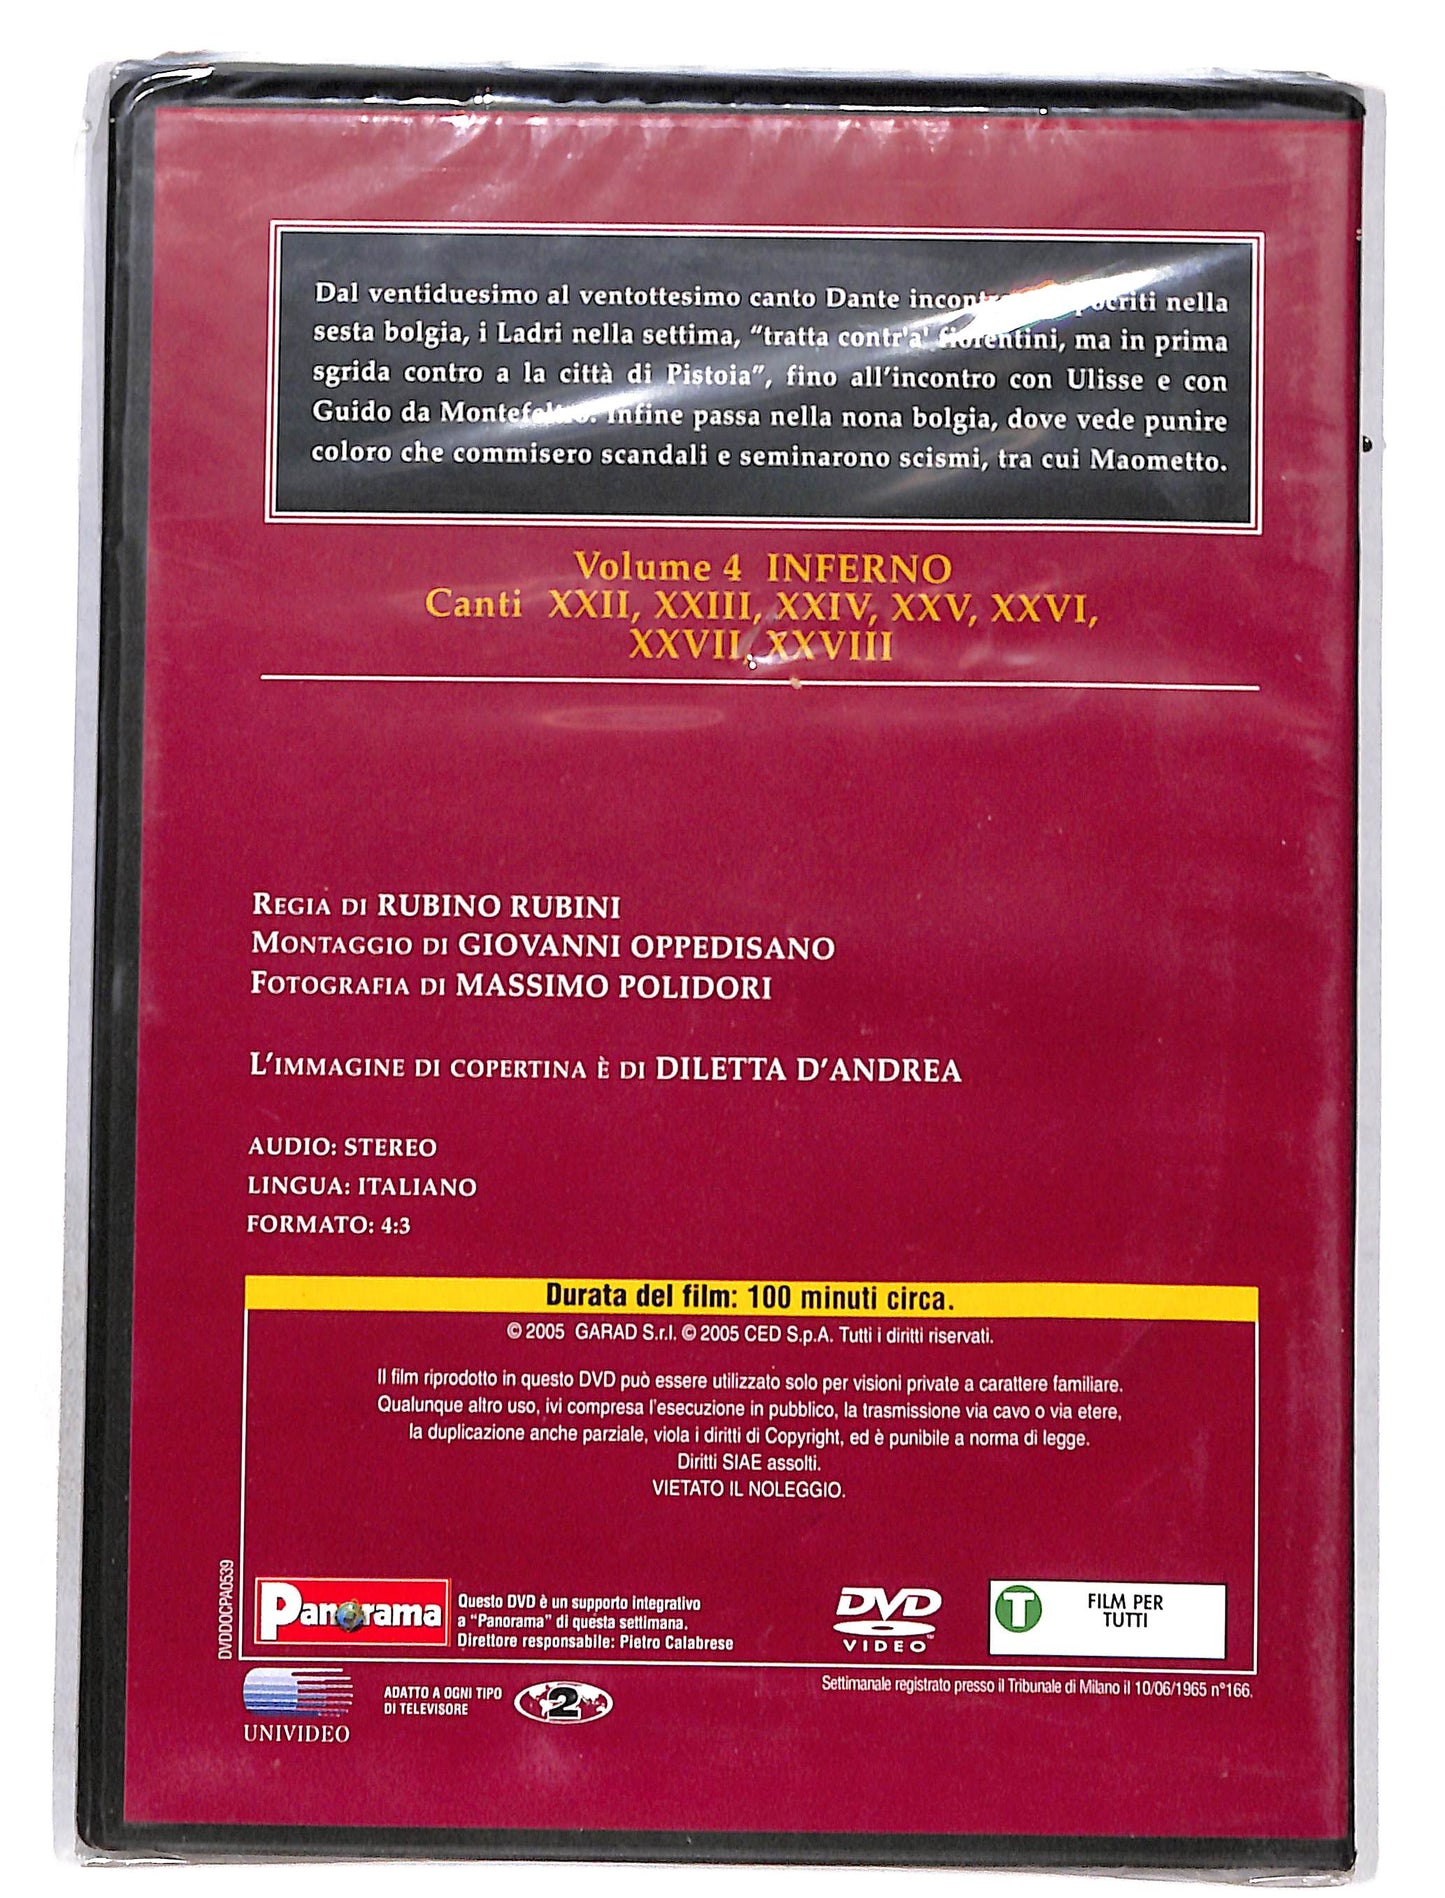 Dal ventiduesimo al ventottesimo canto Dante nella
sesta bolgia, i Ladri nella settima, “tratta contr'a' fiorentini, ma in prima
sgrida contro a la città di Pistoia”, fino all'incontro con Ulisse e con
Guido da Infine passa nella nona bolgia, dove vede punire
coloro che commisero scandali e seminarono scismi, tra cui Maometto.
Volume 4 INFERNO
Canti XXII, XXIII, XXIV, XXV, XXVI,
XXVII, XXVIII
REGIA DI RUBINO RUBINI
MONTAGGIO DI GIOVANNI OPPEDISANO
FOTOGRAFIA DI MASSIMO POLIDORI
L'IMMAGINE DI COPERTINA È DI DILETTA D'ANDREA
AUDIO: STEREO
LINGUA: ITALIANO
FORMATO: 4:3
Durata del film: 100 minuti circa.
© 2005 GARAD S.r.l. © 2005 CED S.p.A. Tutti i diritti riservati.
Il film riprodotto in questo DVD può essere utilizzato solo per visioni private a carattere familiare.
Qualunque altro uso, ivi compresa l'esecuzione in pubblico, la trasmissione via cavo o via etere,
la duplicazione anche parziale, viola i diritti di Copyright, ed è punibile a norma di legge.
Diritti SIAE assolti.
VIETATO IL NOLEGGIO.
DVDDOCPA0539
Panorama
Questo DVD è un supporto integrativo
a “Panorama” di questa settimana.
Direttore responsabile: Pietro Calabrese
DVD
VIDEO™
T
FILM PER
TUTTI
Settimanale registrato presso il Tribunale di Milano il 10/06/1965 n°166.
UNIVIDEO
ADATTO A OGNI TIPO
DI TELEVISORE
2